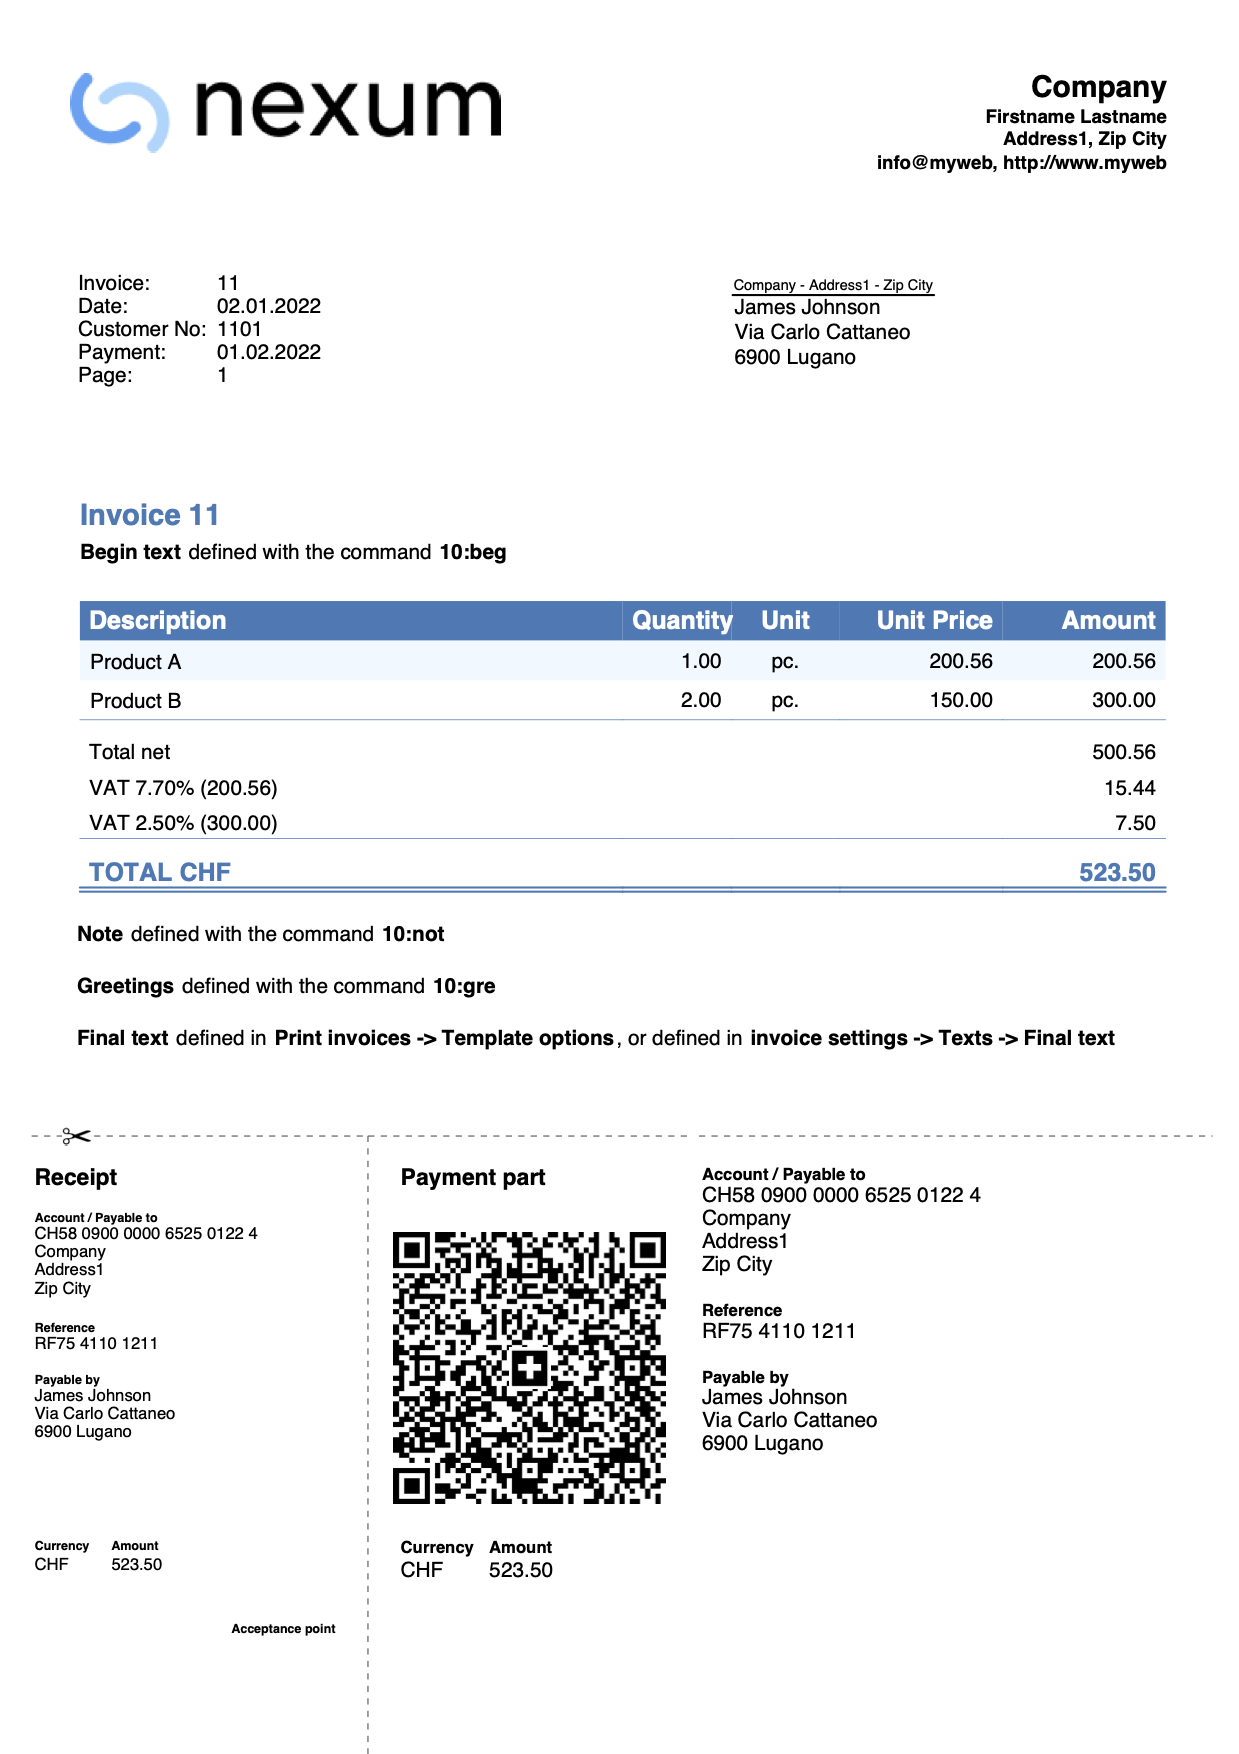 nexum
Company
Firstname Lastname
Address1, Zip City
info@myweb, http://www.myweb
Invoice: 11
Date: 02.01.2022
Customer No: 1101
Payment: 01.02.2022
Page: 1
Company - Address1 - Zip City
James Johnson
Via Carlo Cattaneo
6900 Lugano
Invoice 11
Begin text defined with the command 10:beg
Description Quantity Unit Unit Price Amount
Product A 1.00 pc. 200.56 200.56
Product B 2.00 pc. 150.00 300.00
Total net 500.56
VAT 7.70% (200.56) 15.44
VAT 2.50% (300.00) 7.50
TOTAL CHF 523.50
Note defined with the command 10:not
Greetings defined with the command 10:gre
Final text defined in Print invoices -> Template options, or defined in invoice settings -> Texts -> Final text
Receipt
Account / Payable to
CH58 0900 0000 6525 0122 4
Company
Address1
Zip City
Reference
RF75 4110 1211
Payable by
James Johnson
Via Carlo Cattaneo
6900 Lugano
Currency Amount
CHF 523.50
Acceptance point
Payment part
Currency Amount
CHF 523.50
Account / Payable to
CH58 0900 0000 6525 0122 4
Company
Address1
Zip City
Reference
RF75 4110 1211
Payable by
James Johnson
Via Carlo Cattaneo
6900 Lugano